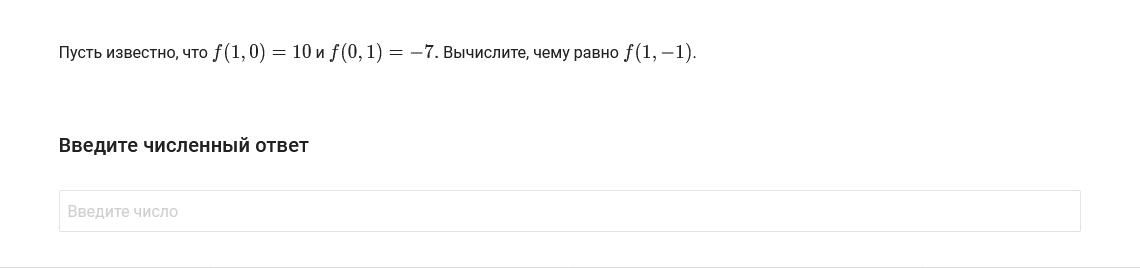 Пусть известно, что f(1, 0) = 10 и f(0, 1) = −7. Вычислите, чему равно f(1, −1).
Введите численный ответ
Введите число